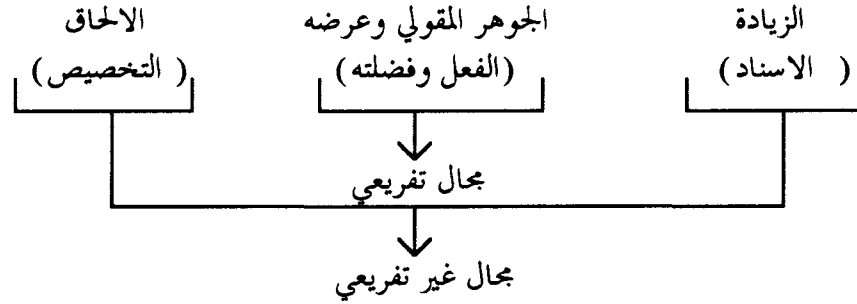 الزيادة
( الاسناد)
الجوهر المقولي وعرضه
(الفعل وفضلته)
الالحاق
( التخصيص)
مجال تفريعي
مجال غير تفريعي